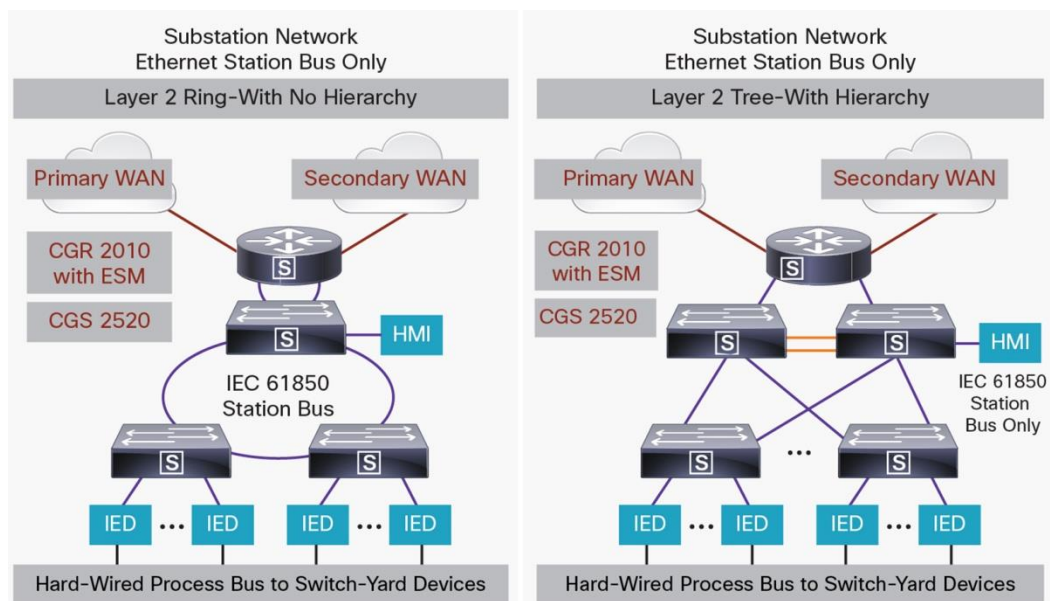 Substation Network
Ethernet Station Bus Only
Layer 2 Ring-With No Hierarchy
Primary WAN
Secondary WAN
CGR 2010
with ESM
S
CGS 2520
S
HMI
IEC 61850
Station Bus
S
S
IED
...
IED
IED
...
IED
Hard-Wired Process Bus to Switch-Yard Devices
Substation Network
Ethernet Station Bus Only
Layer 2 Tree-With Hierarchy
Primary WAN
Secondary WAN
CGR 2010
with ESM
S
CGS 2520
S
S
HMI
IEC 61850
Station
Bus Only
S
...
S
IED
...
IED
IED
...
IED
Hard-Wired Process Bus to Switch-Yard Devices